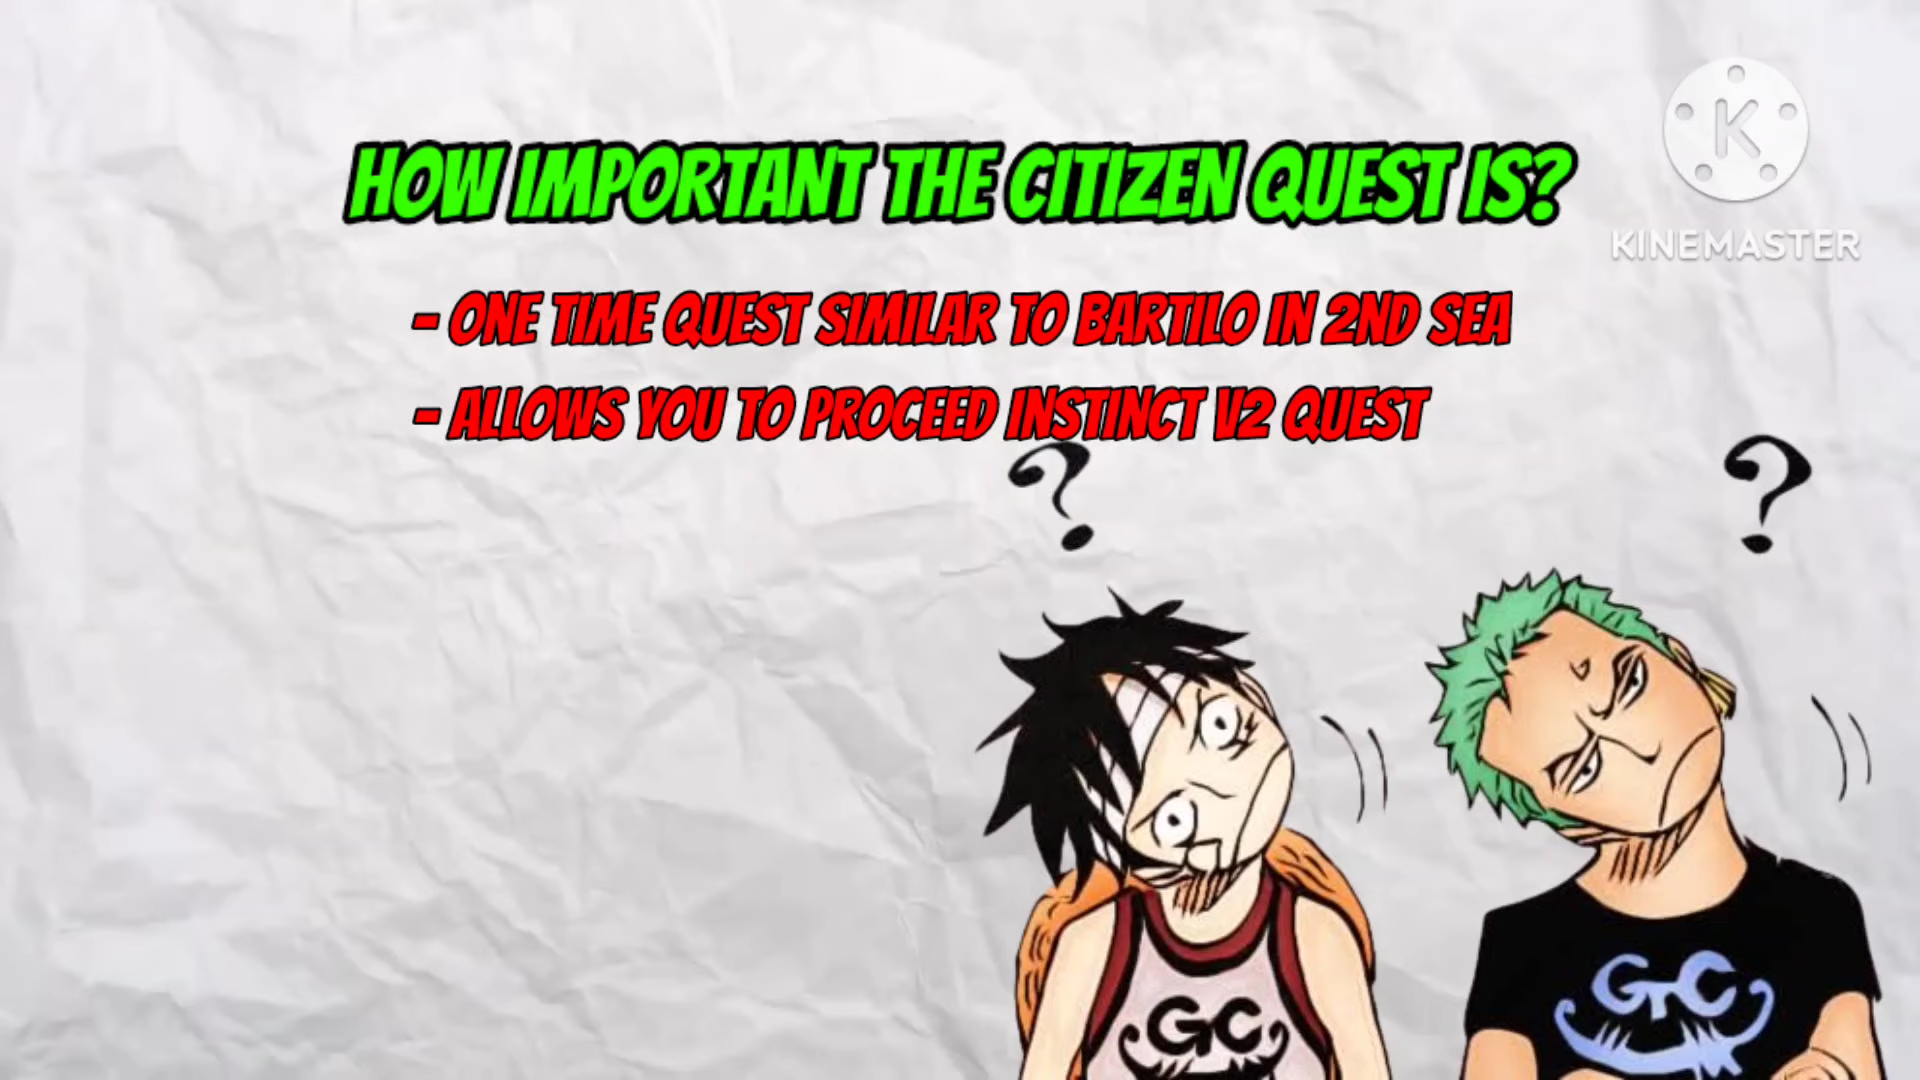 HOW IMPORTANT THE CITIZEN QUEST IS?
K
KINEMASTER
- ONE TIME QUEST SIMILAR TO BARTILO IN 2ND SEA
- ALLOWS YOU TO PROCEED INSTINCT V2 QUEST
?
?
GC
GC